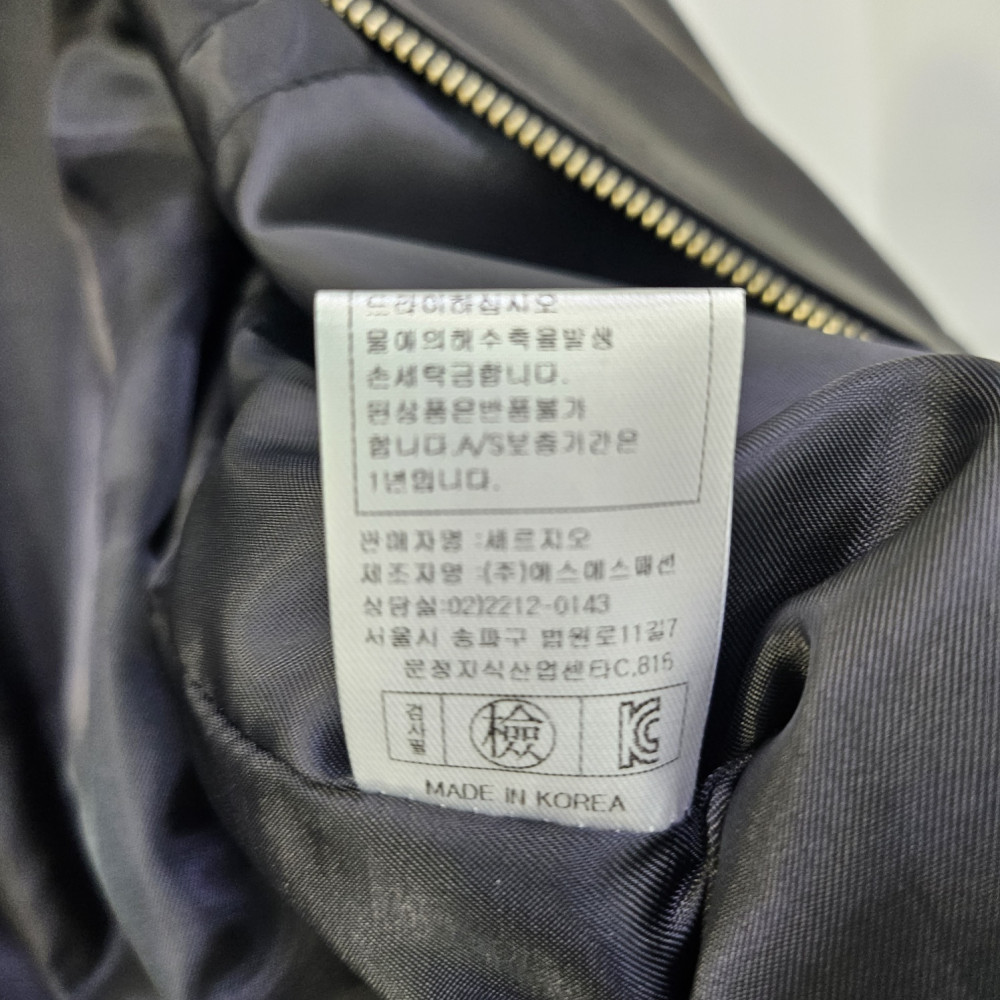 드라이하십시오
물에의해수축율발생
손세탁금합니다.
된상품은반품불가
합니다.A/S보증기간은
1년입니다.
판매자명 :세르지오
제조자명 :(주)에스에스패션
상담실:02)2212-0143
서울시 송파구 법원로11길7
문정지식산업센타C,815
검사필
檢
KC
MADE IN KOREA